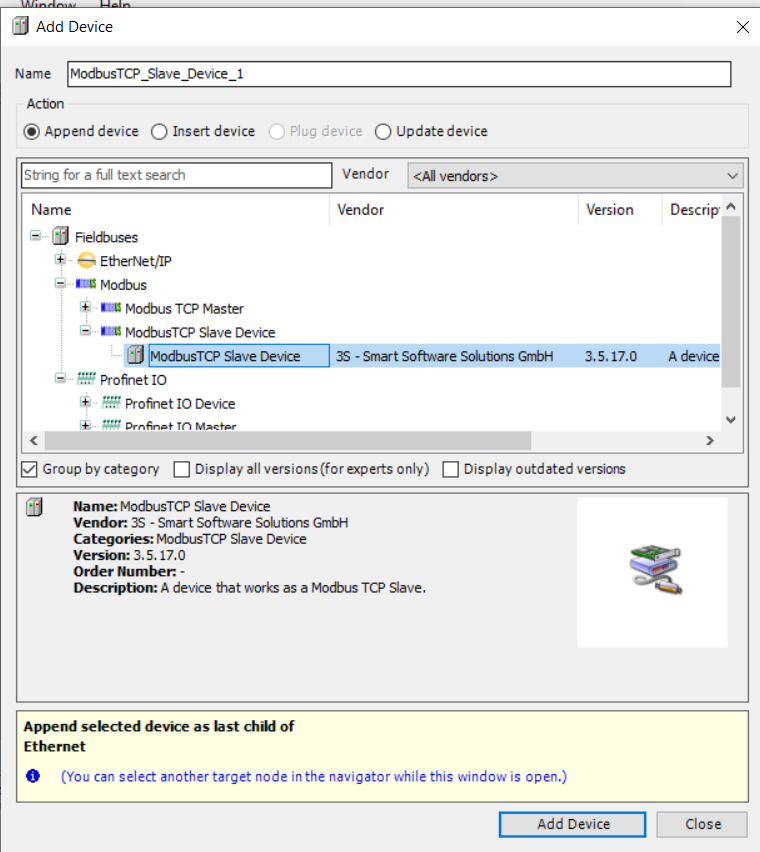 Window Help
Add Device
Name ModbusTCP_Slave_Device_1
Action
Append device Insert device Plug device Update device
String for a full text search Vendor <All vendors>
Name Vendor Version Descrip
Fieldbuses
EtherNet/IP
Modbus
Modbus TCP Master
ModbusTCP Slave Device
ModbusTCP Slave Device 3S - Smart Software Solutions GmbH 3.5.17.0 A device
Profinet IO
Profinet IO Device
Profinet IO Master
Group by category Display all versions (for experts only) Display outdated versions
Name: ModbusTCP Slave Device
Vendor: 3S - Smart Software Solutions GmbH
Categories: ModbusTCP Slave Device
Version: 3.5.17.0
Order Number: -
Description: A device that works as a Modbus TCP Slave.
Append selected device as last child of
Ethernet
(You can select another target node in the navigator while this window is open.)
Add Device Close